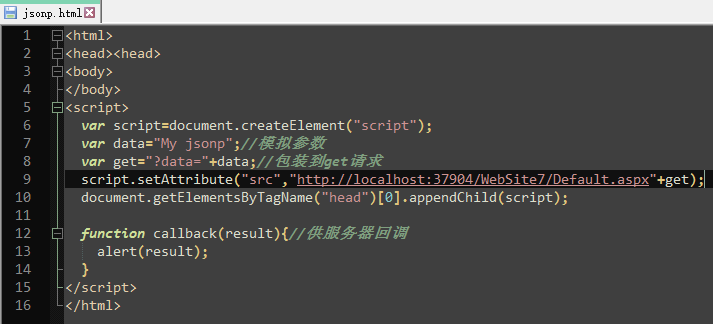 jsonp.html
1 <html>
2 <head><head>
3 <body>
4 </body>
5 <script>
6 var script=document.createElement("script");
7 var data="My jsonp";//模拟参数
8 var get="?data="+data;//包装到get请求
9 script.setAttribute("src","http://localhost:37904/WebSite7/Default.aspx"+get);
10 document.getElementsByTagName("head")[0].appendChild(script);
11
12 function callback(result){//供服务器回调
13 alert(result);
14 }
15 </script>
16 </html>